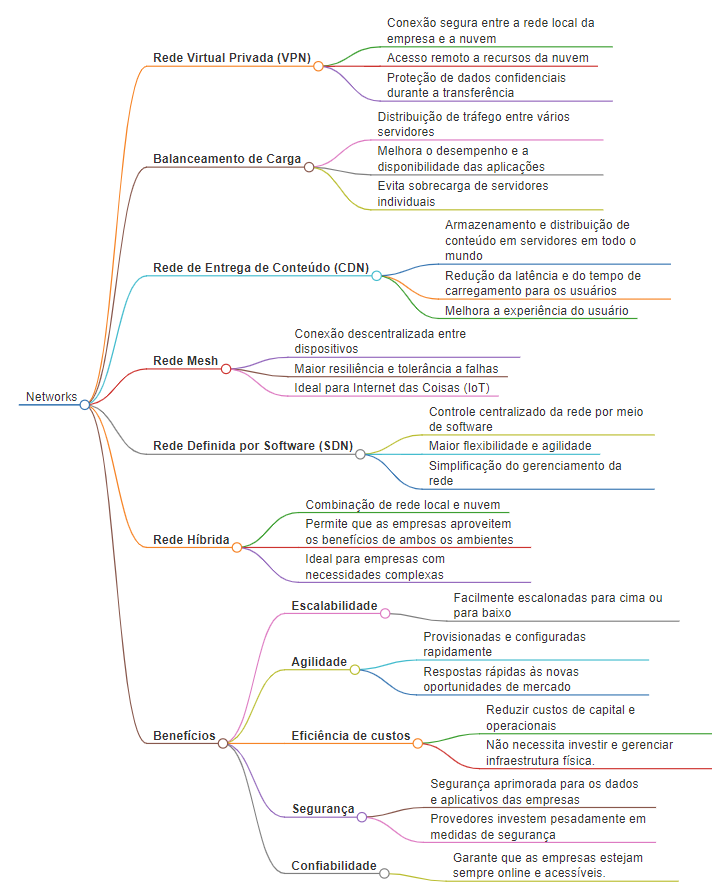 Networks
Rede Virtual Privada (VPN)
Conexão segura entre a rede local da
empresa e a nuvem
Acesso remoto a recursos da nuvem
Proteção de dados confidenciais
durante a transferência
Balanceamento de Carga
Distribuição de tráfego entre vários
servidores
Melhora o desempenho e a
disponibilidade das aplicações
Evita sobrecarga de servidores
individuais
Rede de Entrega de Conteúdo (CDN)
Armazenamento e distribuição de
conteúdo em servidores em todo o
mundo
Redução da latência e do tempo de
carregamento para os usuários
Melhora a experiência do usuário
Rede Mesh
Conexão descentralizada entre
dispositivos
Maior resiliência e tolerância a falhas
Ideal para Internet das Coisas (IoT)
Rede Definida por Software (SDN)
Controle centralizado da rede por meio
de software
Maior flexibilidade e agilidade
Simplificação do gerenciamento da
rede
Rede Híbrida
Combinação de rede local e nuvem
Permite que as empresas aproveitem
os benefícios de ambos os ambientes
Ideal para empresas com
necessidades complexas
Benefícios
Escalabilidade
Facilmente escalonadas para cima ou
para baixo
Agilidade
Provisionadas e configuradas
rapidamente
Respostas rápidas às novas
oportunidades de mercado
Eficiência de custos
Reduzir custos de capital e
operacionais
Não necessita investir e gerenciar
infraestrutura física.
Segurança
Segurança aprimorada para os dados
e aplicativos das empresas
Provedores investem pesadamente em
medidas de segurança
Confiabilidade
Garante que as empresas estejam
sempre online e acessíveis.